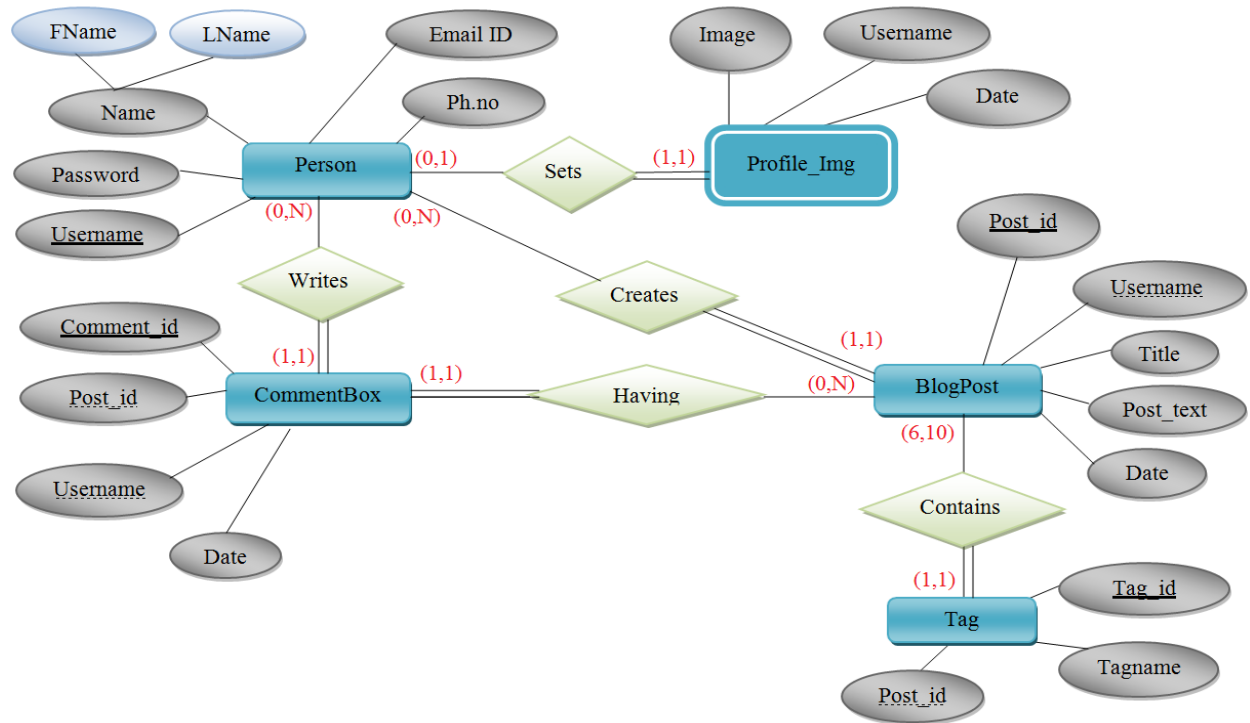 FName
LName
Email ID
Image
Username
Name
Ph.no
Date
Password
Person
(0,1)
Sets
(1,1)
Profile_Img
Username
(0,N)
(0,N)
Post_id
Writes
Creates
Username
Comment_id
(1,1)
(1,1)
Title
Post_id
CommentBox
(1,1)
Having
(0,N)
BlogPost
Post_text
(6,10)
Username
Date
Contains
Date
(1,1)
Tag_id
Tag
Tagname
Post_id